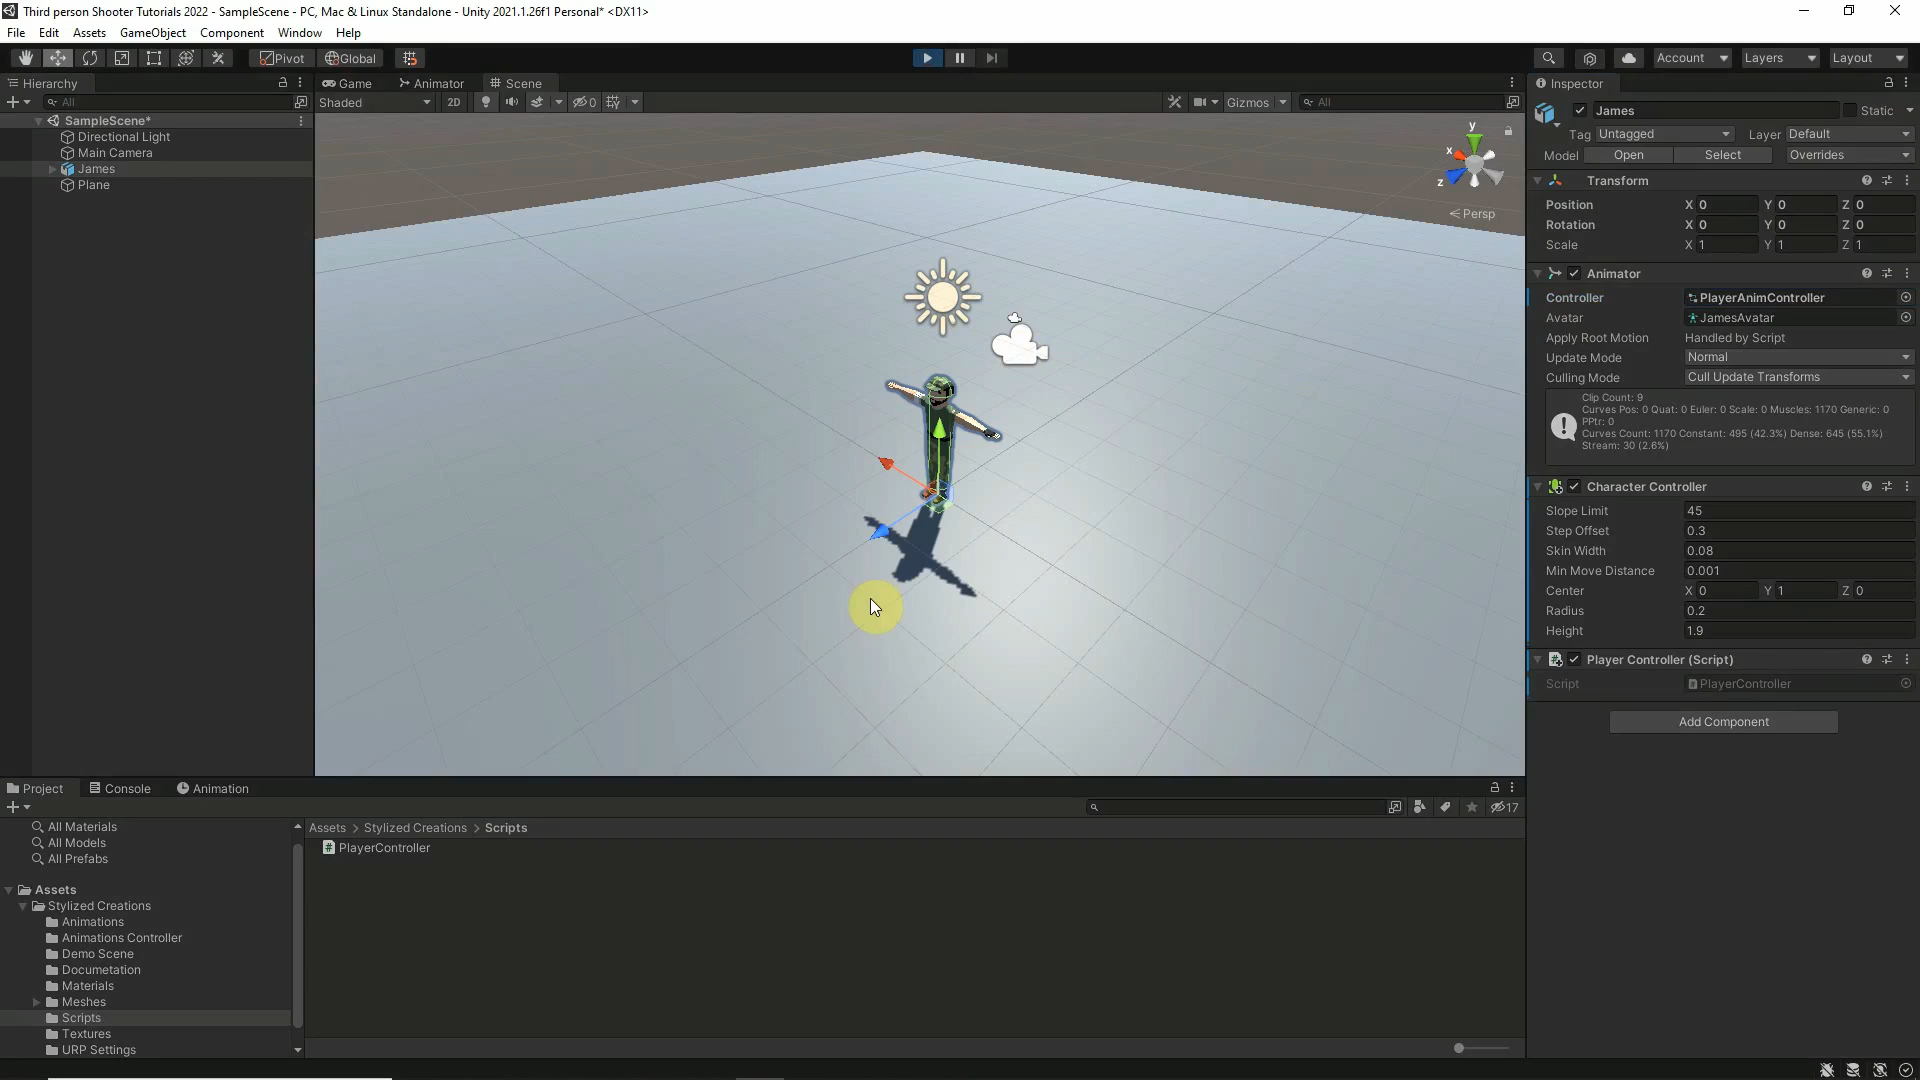 Third person Shooter Tutorials 2022 - SampleScene - PC, Mac & Linux Standalone - Unity 2021.1.26f1 Personal* <DX11>
File Edit Assets GameObject Component Window Help
Pivot Global Account Layers Layout
Hierarchy
All
SampleScene*
Directional Light
Main Camera
James
Plane
Game Animator Scene
Shaded 2D 0 Gizmos All
y
x
z
Persp
Inspector
James Static
Tag Untagged Layer Default
Model Open Select Overrides
Transform
Position X 0 Y 0 Z 0
Rotation X 0 Y 0 Z 0
Scale X 1 Y 1 Z 1
Animator
Controller PlayerAnimController
Avatar JamesAvatar
Apply Root Motion Handled by Script
Update Mode Normal
Culling Mode Cull Update Transforms
Clip Count: 9
Curves Pos: 0 Quat: 0 Euler: 0 Scale: 0 Muscles: 1170 Generic: 0
PPtr: 0
Curves Count: 1170 Constant: 495 (42.3%) Dense: 645 (55.1%)
Stream: 30 (2.6%)
Character Controller
Slope Limit 45
Step Offset 0.3
Skin Width 0.08
Min Move Distance 0.001
Center X 0 Y 1 Z 0
Radius 0.2
Height 1.9
Player Controller (Script)
Script PlayerController
Add Component
Project Console Animation
17
All Materials
All Models
All Prefabs
Assets
Stylized Creations
Animations
Animations Controller
Demo Scene
Documetation
Materials
Meshes
Scripts
Textures
URP Settings
Assets > Stylized Creations > Scripts
PlayerController